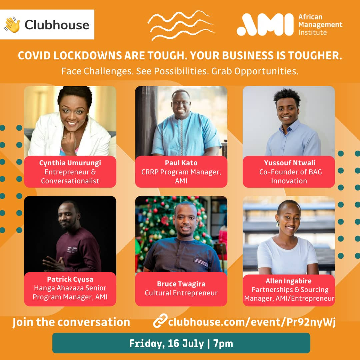 Clubhouse
AMI African
Management
Institute
COVID LOCKDOWNS ARE TOUGH. YOUR BUSINESS IS TOUGHER.
Face Challenges. See Possibilities. Grab Opportunities.
Cynthia Umurungi
Entrepreneur &
Conversationalist
Paul Kato
CRRP Program Manager,
AMI
Yussouf Ntwali
Co-Founder of BAG
Innovation
Patrick Cyusa
Hanga Ahazaza Senior
Program Manager, AMI
Bruce Twagira
Cultural Entrepreneur
Allen Ingabire
Partnerships & Sourcing
Manager, AMI/Entrepreneur
Join the conversation
clubhouse.com/event/Pr92nyWj
Friday, 16 July | 7pm